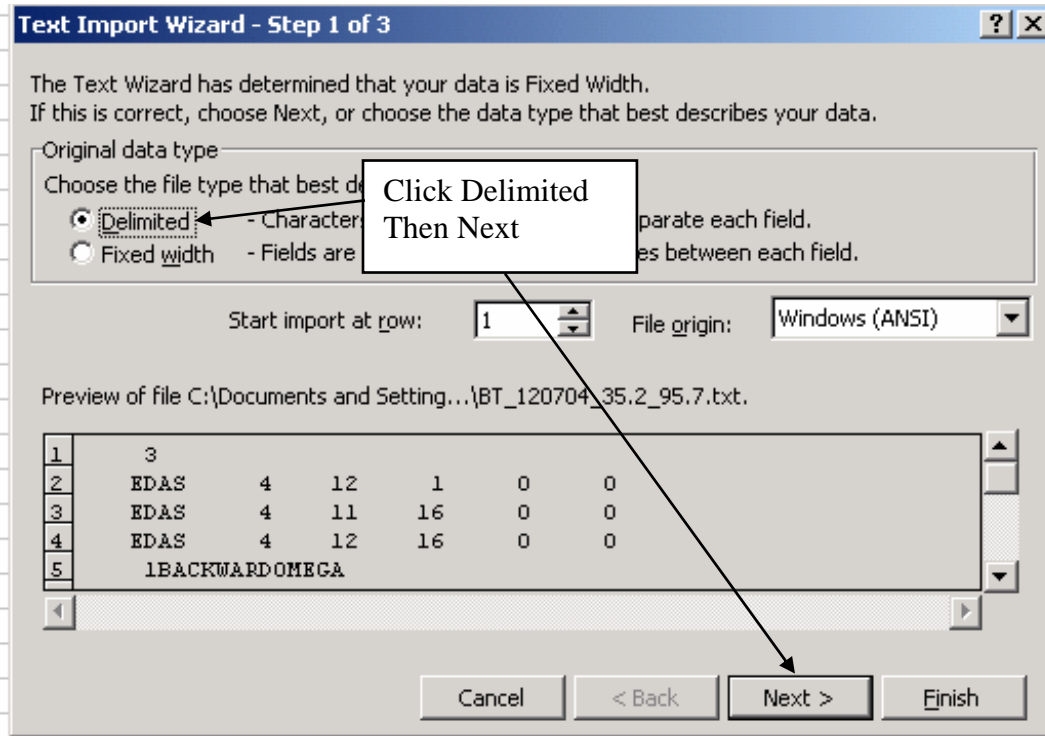 Text Import Wizard - Step 1 of 3
The Text Wizard has determined that your data is Fixed Width.
If this is correct, choose Next, or choose the data type that best describes your data.
Original data type
Choose the file type that best de
Click Delimited
Then Next
Delimited - Characters parate each field.
Fixed width - Fields are es between each field.
Start import at row: 1 File origin: Windows (ANSI)
Preview of file C:\Documents and Setting...\BT_120704_35.2_95.7.txt.
1 3
2 EDAS 4 12 1 0 0
3 EDAS 4 11 16 0 0
4 EDAS 4 12 16 0 0
5 1BACKWARDOMEGA
Cancel < Back Next > Finish